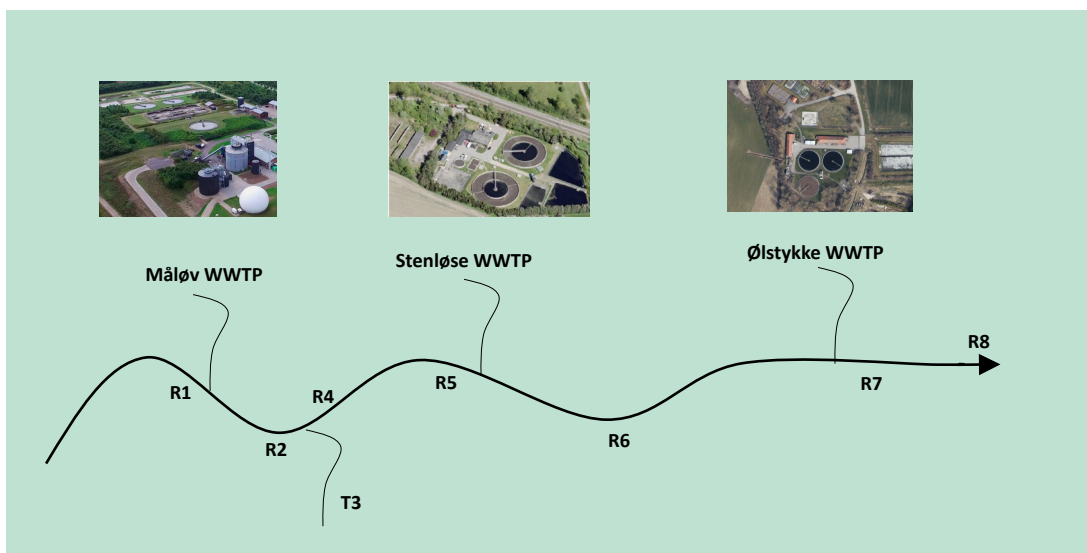 Måløv WWTP
Stenløse WWTP
Ølstykke WWTP
R1
R2
R4
T3
R5
R6
R7
R8